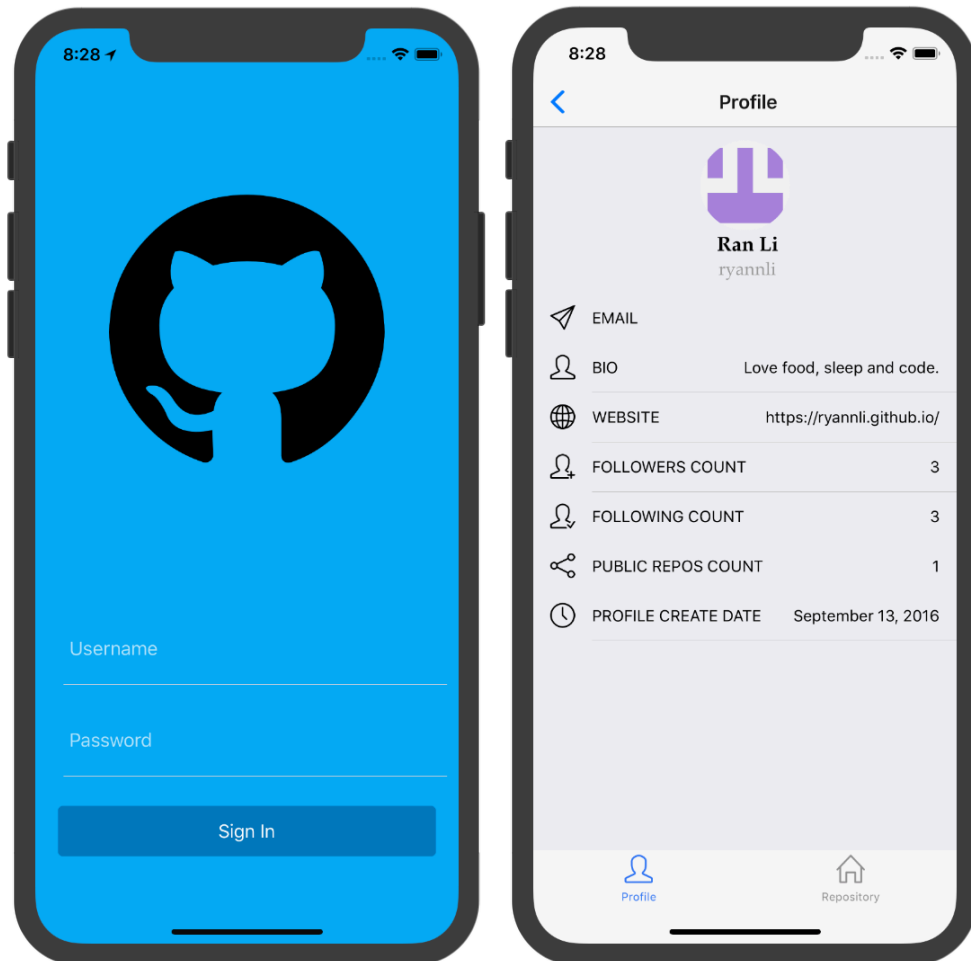 8:28
Username
Password
Sign In
8:28
Profile
Ran Li
ryannli
EMAIL
BIO Love food, sleep and code.
WEBSITE https://ryannli.github.io/
FOLLOWERS COUNT 3
FOLLOWING COUNT 3
PUBLIC REPOS COUNT 1
PROFILE CREATE DATE September 13, 2016
Profile Repository